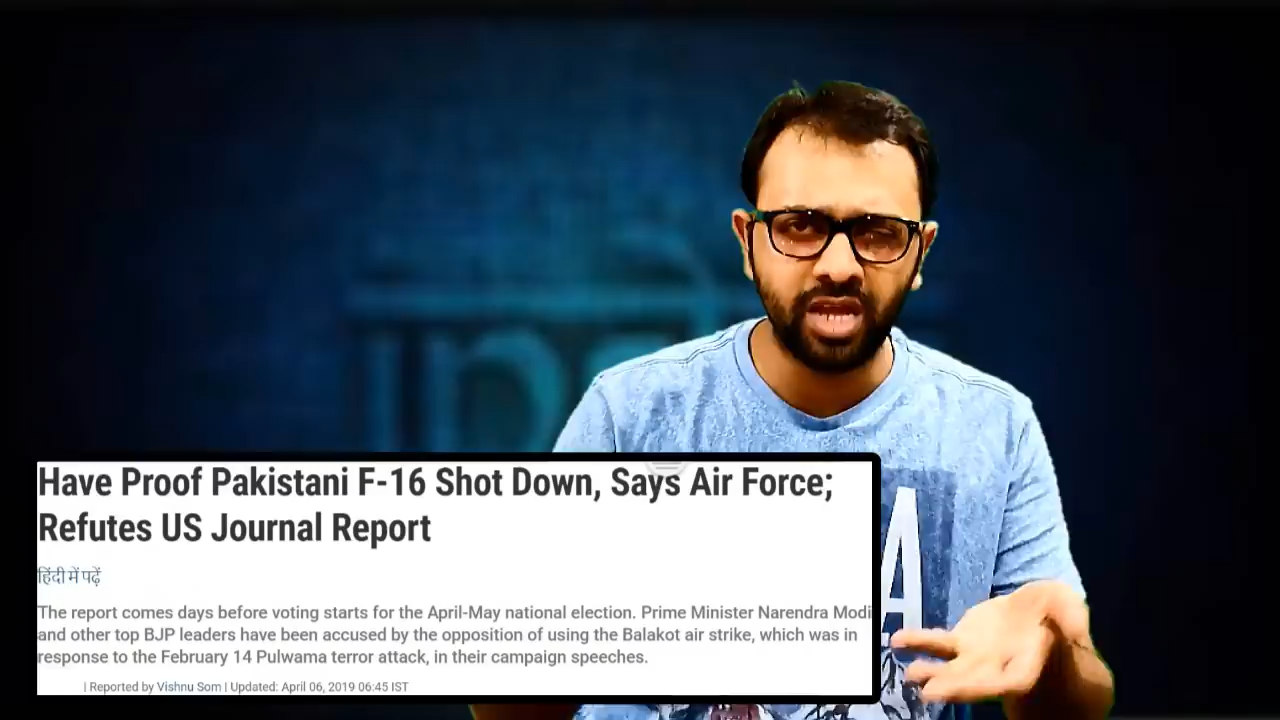 Have Proof Pakistani F-16 Shot Down, Says Air Force;
Refutes US Journal Report
हिंदी में पढ़ें
The report comes days before voting starts for the April-May national election. Prime Minister Narendra Modi
and other top BJP leaders have been accused by the opposition of using the Balakot air strike, which was in
response to the February 14 Pulwama terror attack, in their campaign speeches.
| Reported by Vishnu Som | Updated: April 06, 2019 06:45 IST
A